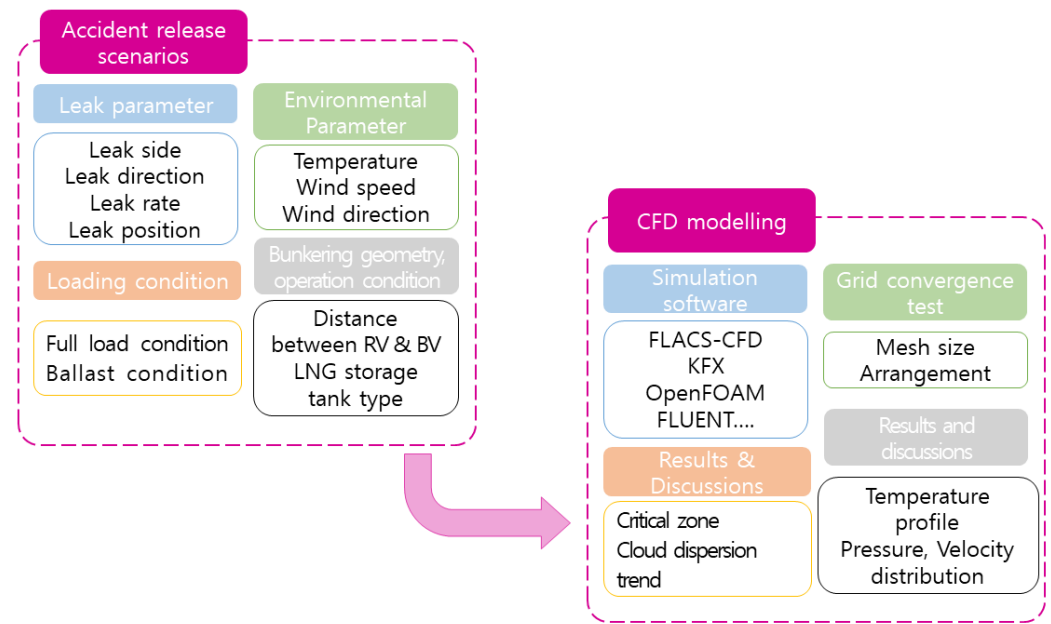 Accident release
scenarios
Leak parameter
Leak side
Leak direction
Leak rate
Leak position
Environmental
Parameter
Temperature
Wind speed
Wind direction
Loading condition
Full load condition
Ballast condition
Bunkering geometry,
operation condition
Distance
between RV & BV
LNG storage
tank type
CFD modelling
Simulation
software
FLACS-CFD
KFX
OpenFOAM
FLUENT....
Grid convergence
test
Mesh size
Arrangement
Results &
Discussions
Critical zone
Cloud dispersion
trend
Results and
discussions
Temperature
profile
Pressure, Velocity
distribution